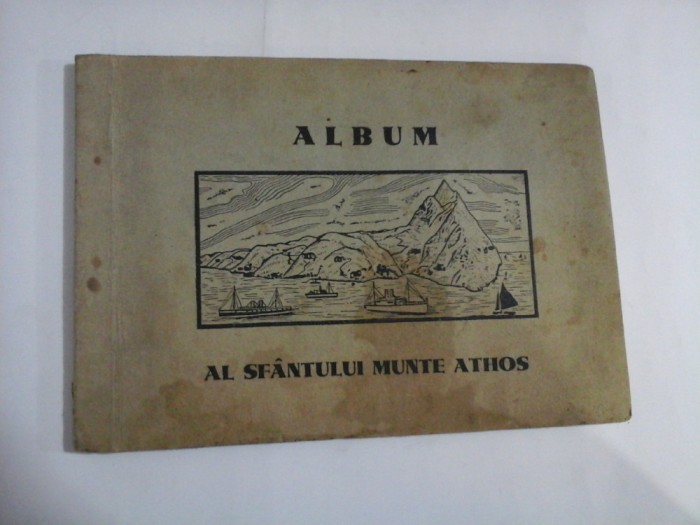 ALBUM
AL SFÂNTULUI MUNTE ATHOS